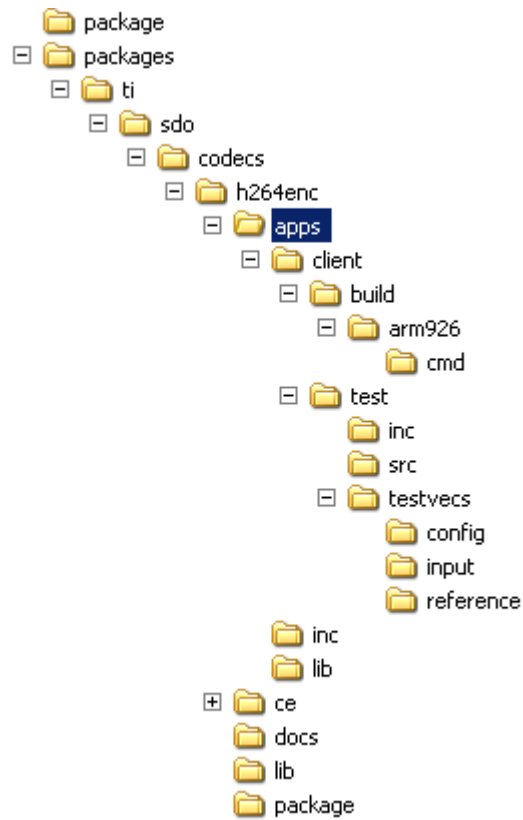 package
packages
ti
sdo
codecs
h264enc
apps
client
build
arm926
cmd
test
inc
src
testvecs
config
input
reference
inc
lib
ce
docs
lib
package